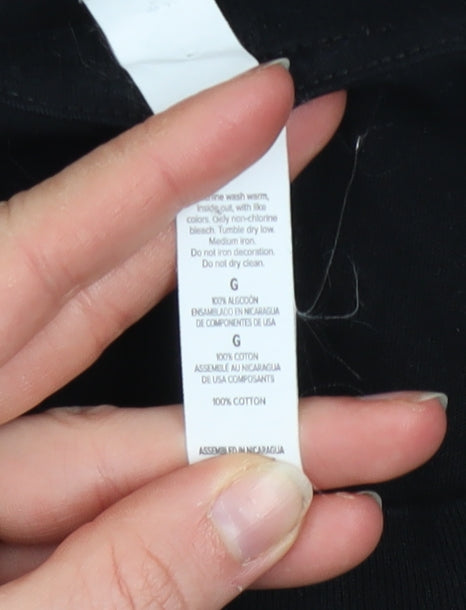 wash warm,
inside out, with like
colors. Only non-chlorine
bleach. Tumble dry low.
Medium iron.
Do not iron decoration.
Do not dry clean.
G
100% ALGODÓN
ENSAMBLADO EN NICARAGUA
DE COMPONENTES DE USA
G
100% COTON
ASSEMBLÉ AU NICARAGUA
DE USA COMPOSANTS
100% COTTON
ASSEMBLED IN NICARAGUA